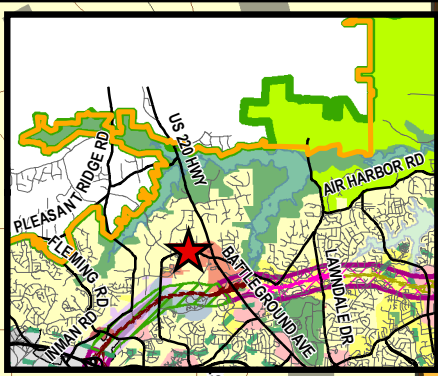 US 220 HWY
PLEASANT RIDGE RD
AIR HARBOR RD
FLEMING RD
BATTLEGROUND AVE
LAWNDALE DR
INMAN RD